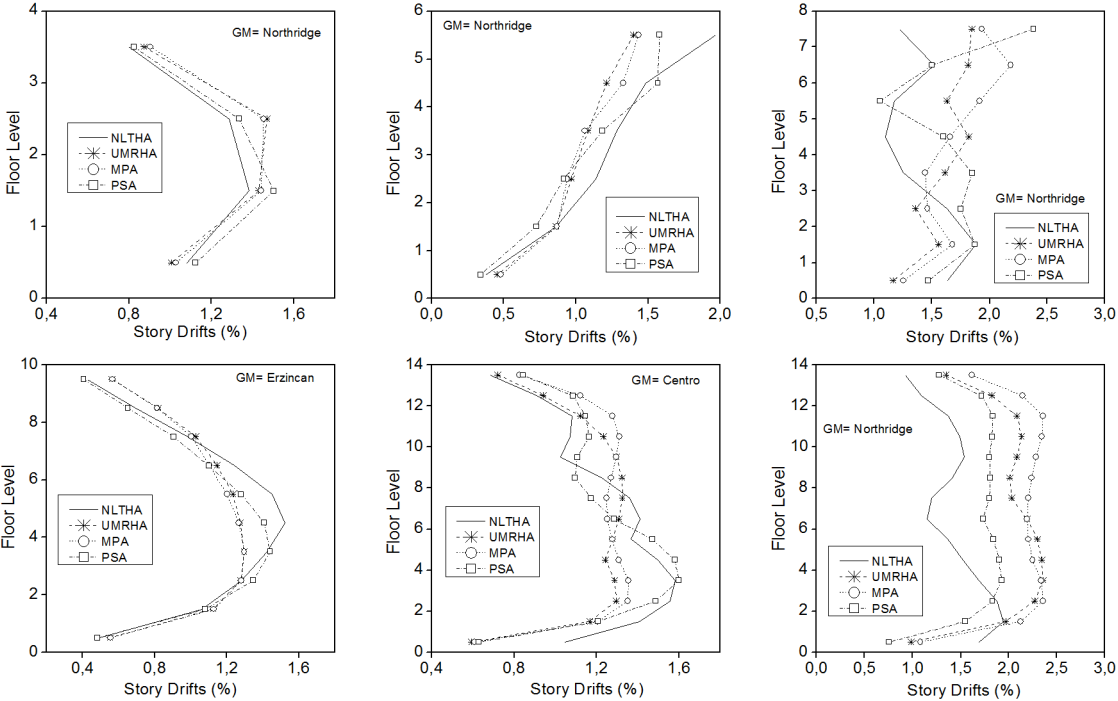 4
3
2
1
0
Floor Level
GM= Northridge
NLTHA
UMRHA
MPA
PSA
0,4 0,8 1,2 1,6
Story Drifts (%)
6
5
4
3
2
1
0
Floor Level
GM= Northridge
NLTHA
UMRHA
MPA
PSA
0,0 0,5 1,0 1,5 2,0
Story Drifts (%)
8
7
6
5
4
3
2
1
0
Floor Level
GM= Northridge
NLTHA
UMRHA
MPA
PSA
0,5 1,0 1,5 2,0 2,5 3,0
Story Drifts (%)
10
8
6
4
2
0
Floor Level
GM= Erzincan
NLTHA
UMRHA
MPA
PSA
0,4 0,8 1,2 1,6
Story Drifts (%)
14
12
10
8
6
4
2
0
Floor Level
GM= Centro
NLTHA
UMRHA
MPA
PSA
0,4 0,8 1,2 1,6
Story Drifts (%)
14
12
10
8
6
4
2
0
Floor Level
GM= Northridge
NLTHA
UMRHA
MPA
PSA
0,0 0,5 1,0 1,5 2,0 2,5 3,0
Story Drifts (%)